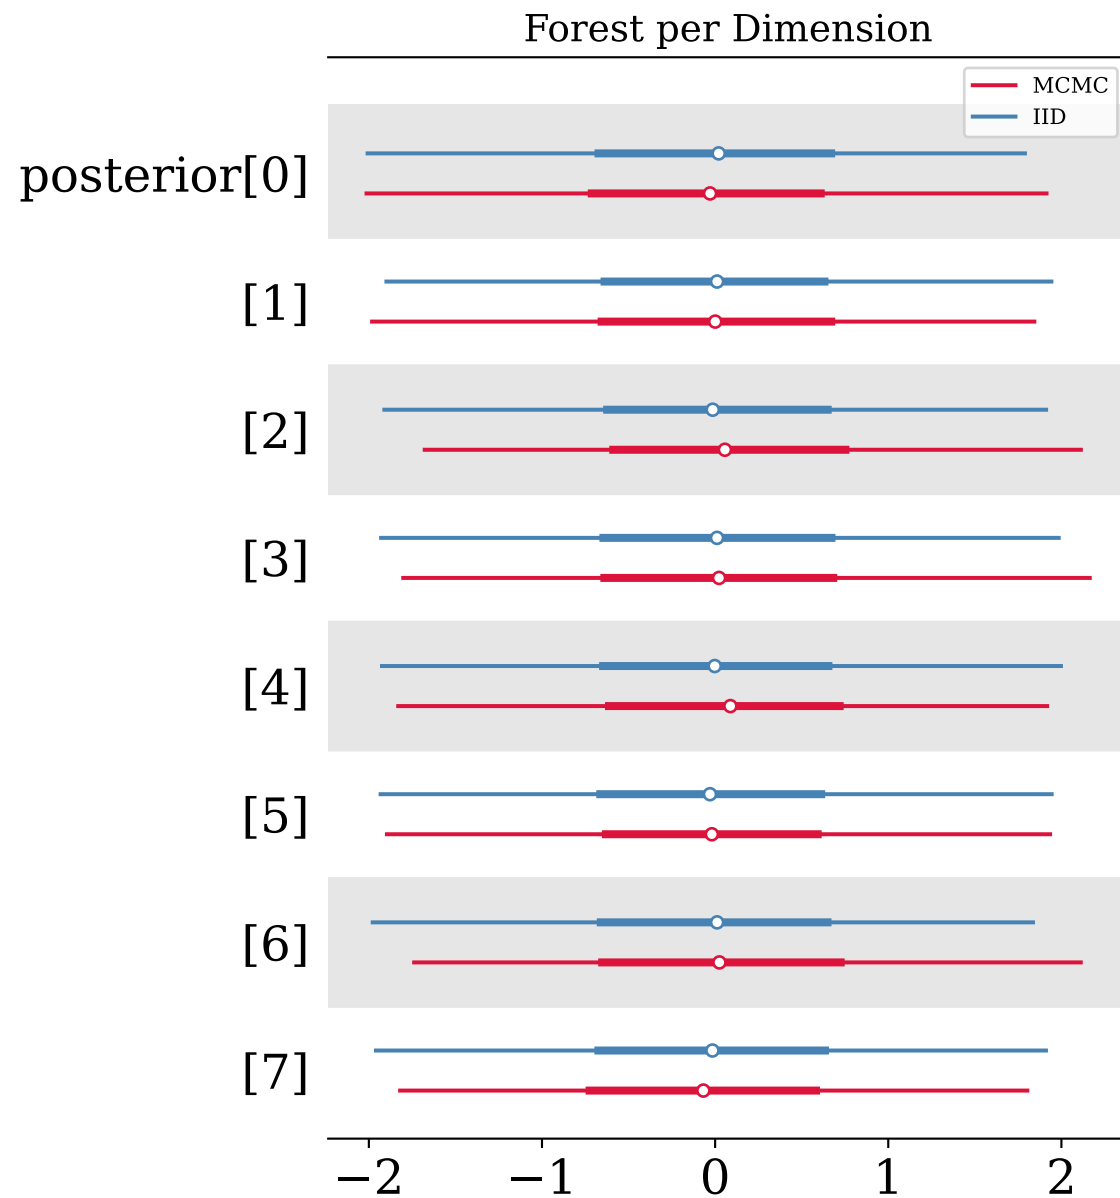 Forest per Dimension
MCMC
IID
posterior[0]
[1]
[2]
[3]
[4]
[5]
[6]
[7]
−2 −1 0 1 2